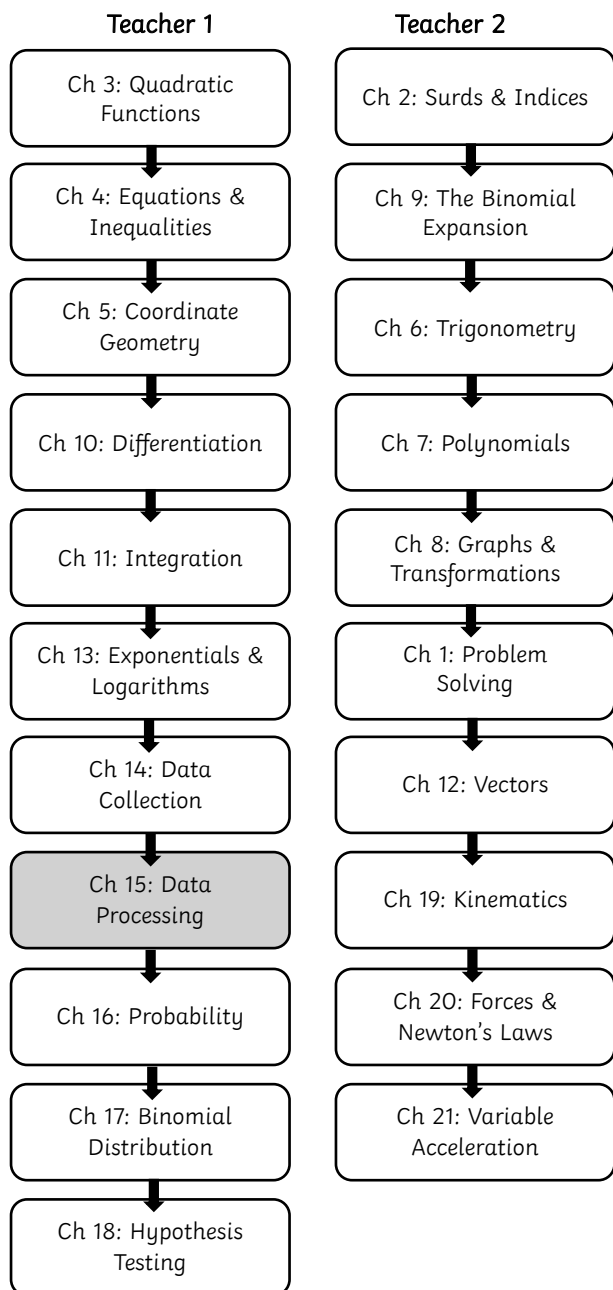 Teacher 1
Ch 3: Quadratic
Functions
Ch 4: Equations &
Inequalities
Ch 5: Coordinate
Geometry
Ch 10: Differentiation
Ch 11: Integration
Ch 13: Exponentials &
Logarithms
Ch 14: Data
Collection
Ch 15: Data
Processing
Ch 16: Probability
Ch 17: Binomial
Distribution
Ch 18: Hypothesis
Testing
Teacher 2
Ch 2: Surds & Indices
Ch 9: The Binomial
Expansion
Ch 6: Trigonometry
Ch 7: Polynomials
Ch 8: Graphs &
Transformations
Ch 1: Problem
Solving
Ch 12: Vectors
Ch 19: Kinematics
Ch 20: Forces &
Newton's Laws
Ch 21: Variable
Acceleration